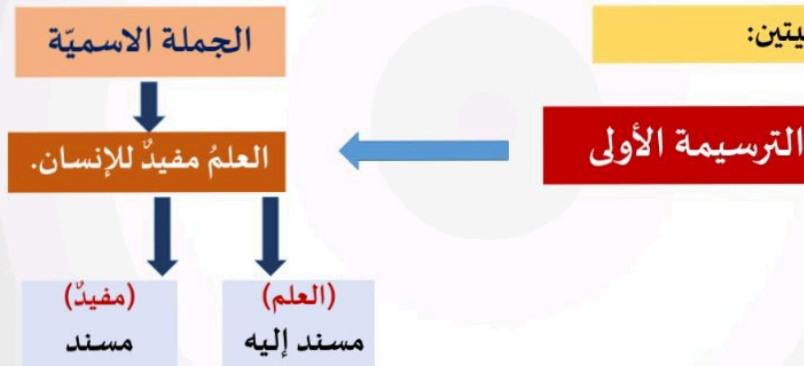 يتين:
الترسيمة الأولى
الجملة الاسميّة
العلمُ مفيدٌ للإنسان.
(العلم)
مسند إليه
(مفيدٌ)
مسند